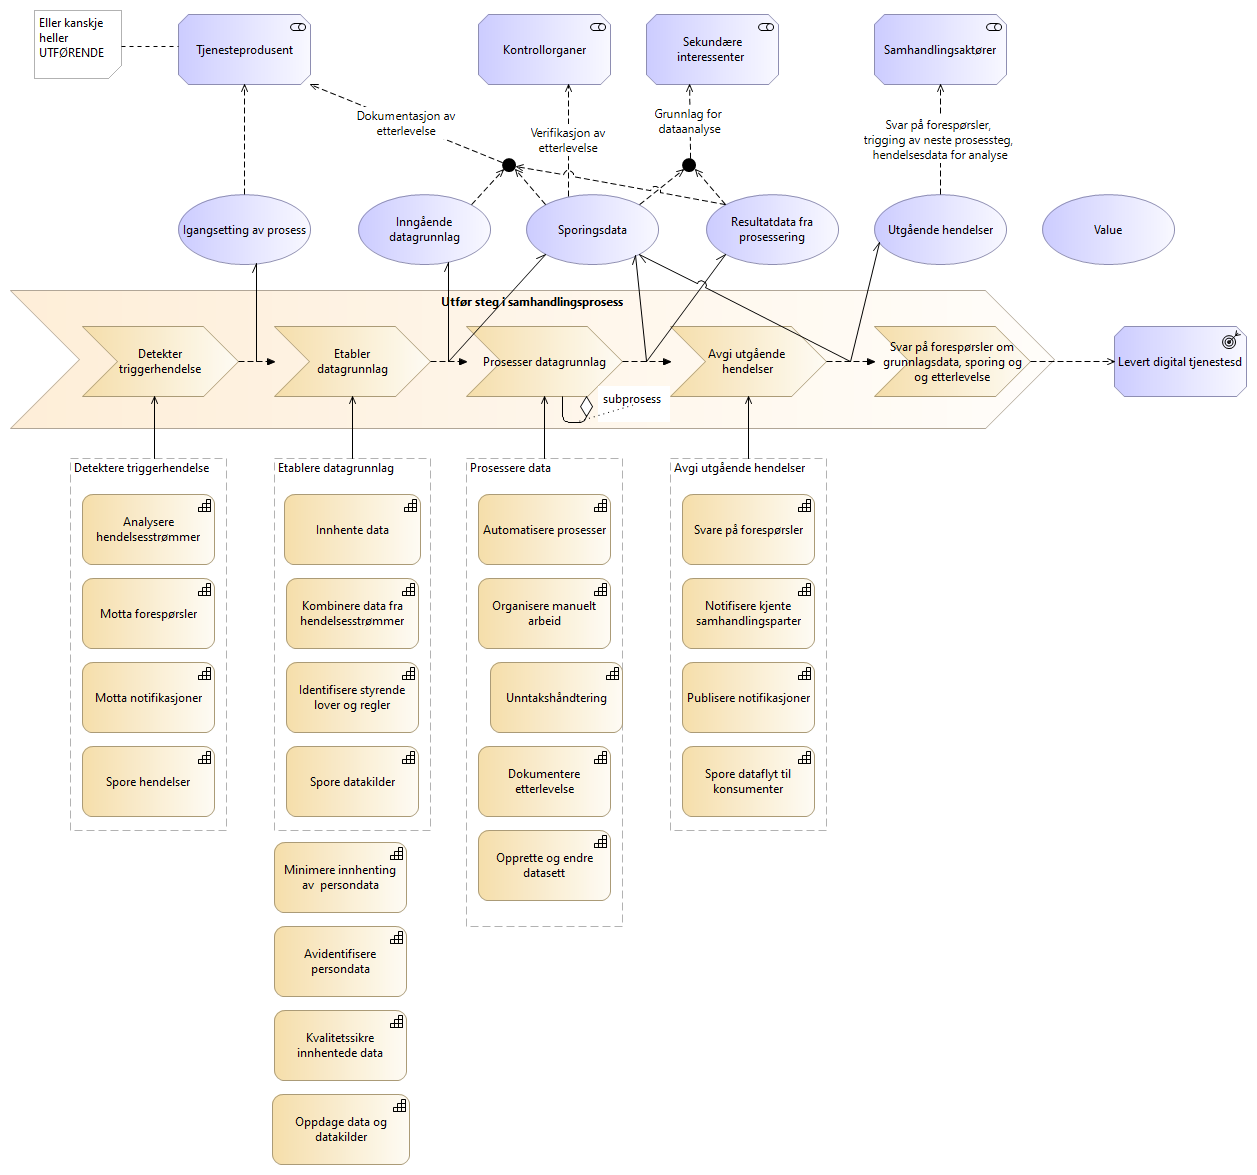 Eller kanskje
heller
UTFØRENDE
Tjenesteprodusent
Kontrollorganer
Sekundære
interessenter
Samhandlingsaktører
Dokumentasjon av
etterlevelse
Verifikasjon av
etterlevelse
Grunnlag for
dataanalyse
Svar på forespørsler,
trigging av neste prosessteg,
hendelsesdata for analyse
Igangsetting av prosess
Inngående
datagrunnlag
Sporingsdata
Resultatdata fra
prosessering
Utgående hendelser
Value
Utfør steg i samhandlingsprosess
Detekter
triggerhendelse
Etabler
datagrunnlag
Prosesser datagrunnlag
Avgi utgående
hendelser
Svar på forespørsler om
grunnlagsdata, sporing og
og etterlevelse
Levert digital tjenestesd
subprosess
Detektere triggerhendelse
Analysere
hendelsesstrømmer
Motta forespørsler
Motta notifikasjoner
Spore hendelser
Etablere datagrunnlag
Innhente data
Kombinere data fra
hendelsesstrømmer
Identifisere styrende
lover og regler
Spore datakilder
Minimere innhenting
av  persondata
Avidentifisere
persondata
Kvalitetssikre
innhentede data
Oppdage data og
datakilder
Prosessere data
Automatisere prosesser
Organisere manuelt
arbeid
Unntakshåndtering
Dokumentere
etterlevelse
Opprette og endre
datasett
Avgi utgående hendelser
Svare på forespørsler
Notifisere kjente
samhandlingsparter
Publisere notifikasjoner
Spore dataflyt til
konsumenter